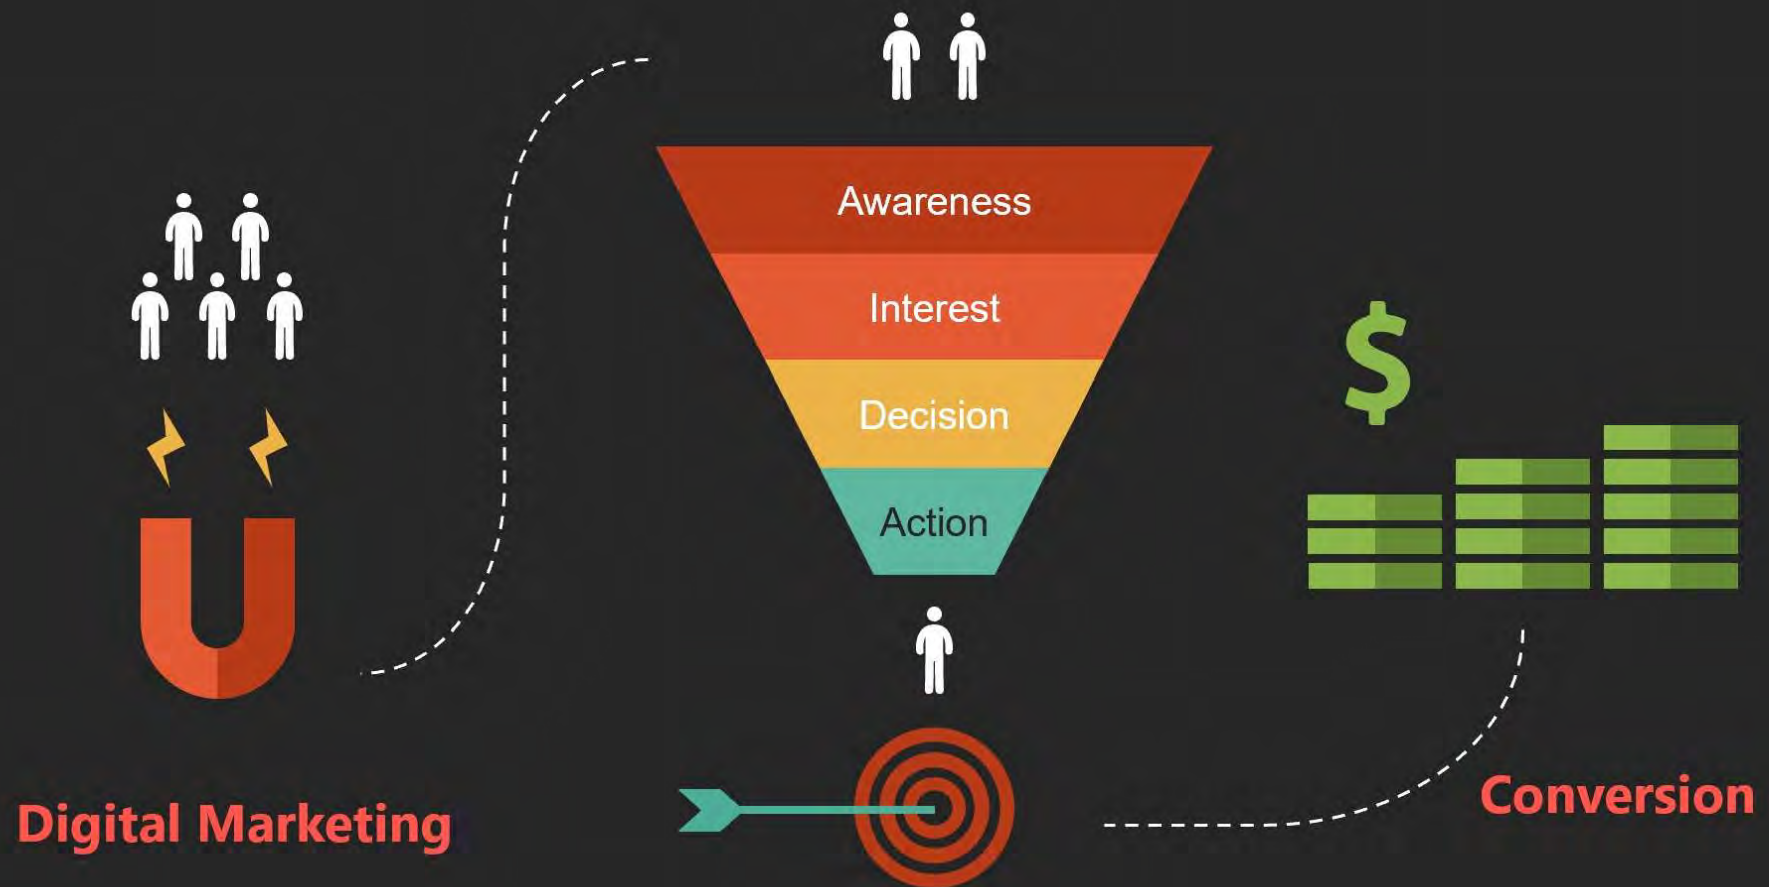 Awareness
Interest
Decision
Action
$
Digital Marketing
Conversion